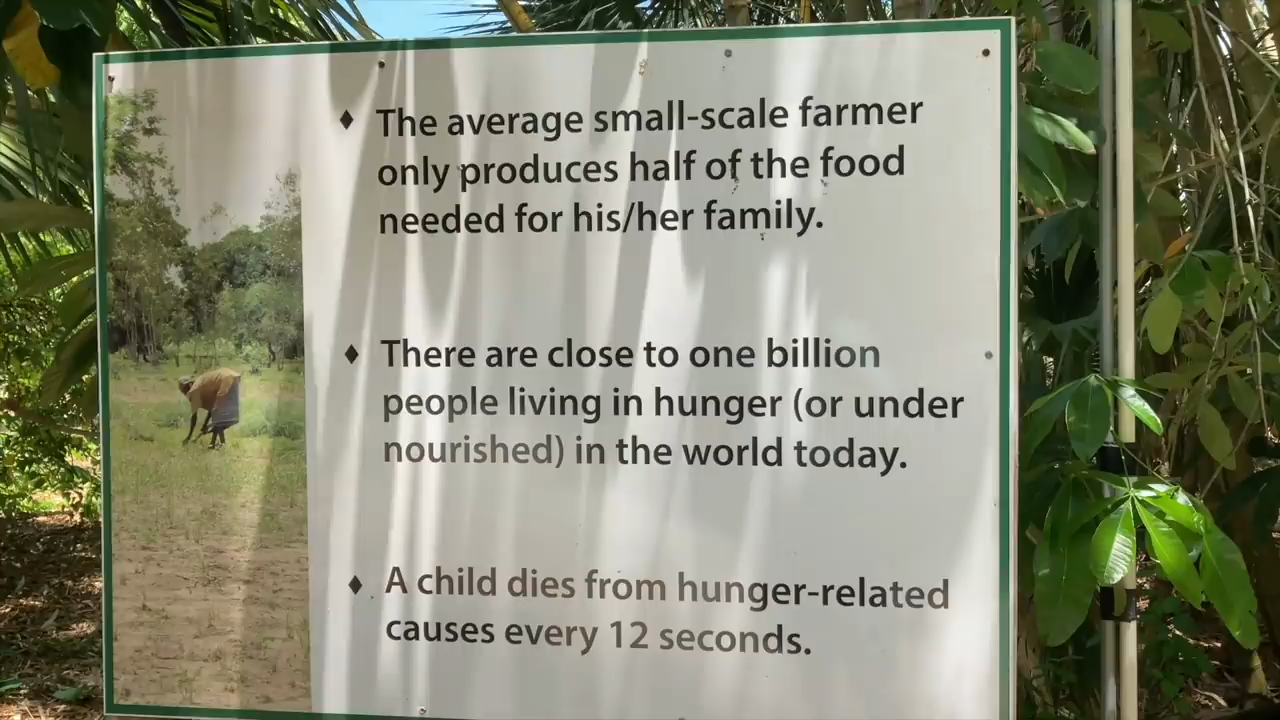 ♦ The average small-scale farmer
only produces half of the food
needed for his/her family.
♦ There are close to one billion
people living in hunger (or under
nourished) in the world today.
♦ A child dies from hunger-related
causes every 12 seconds.